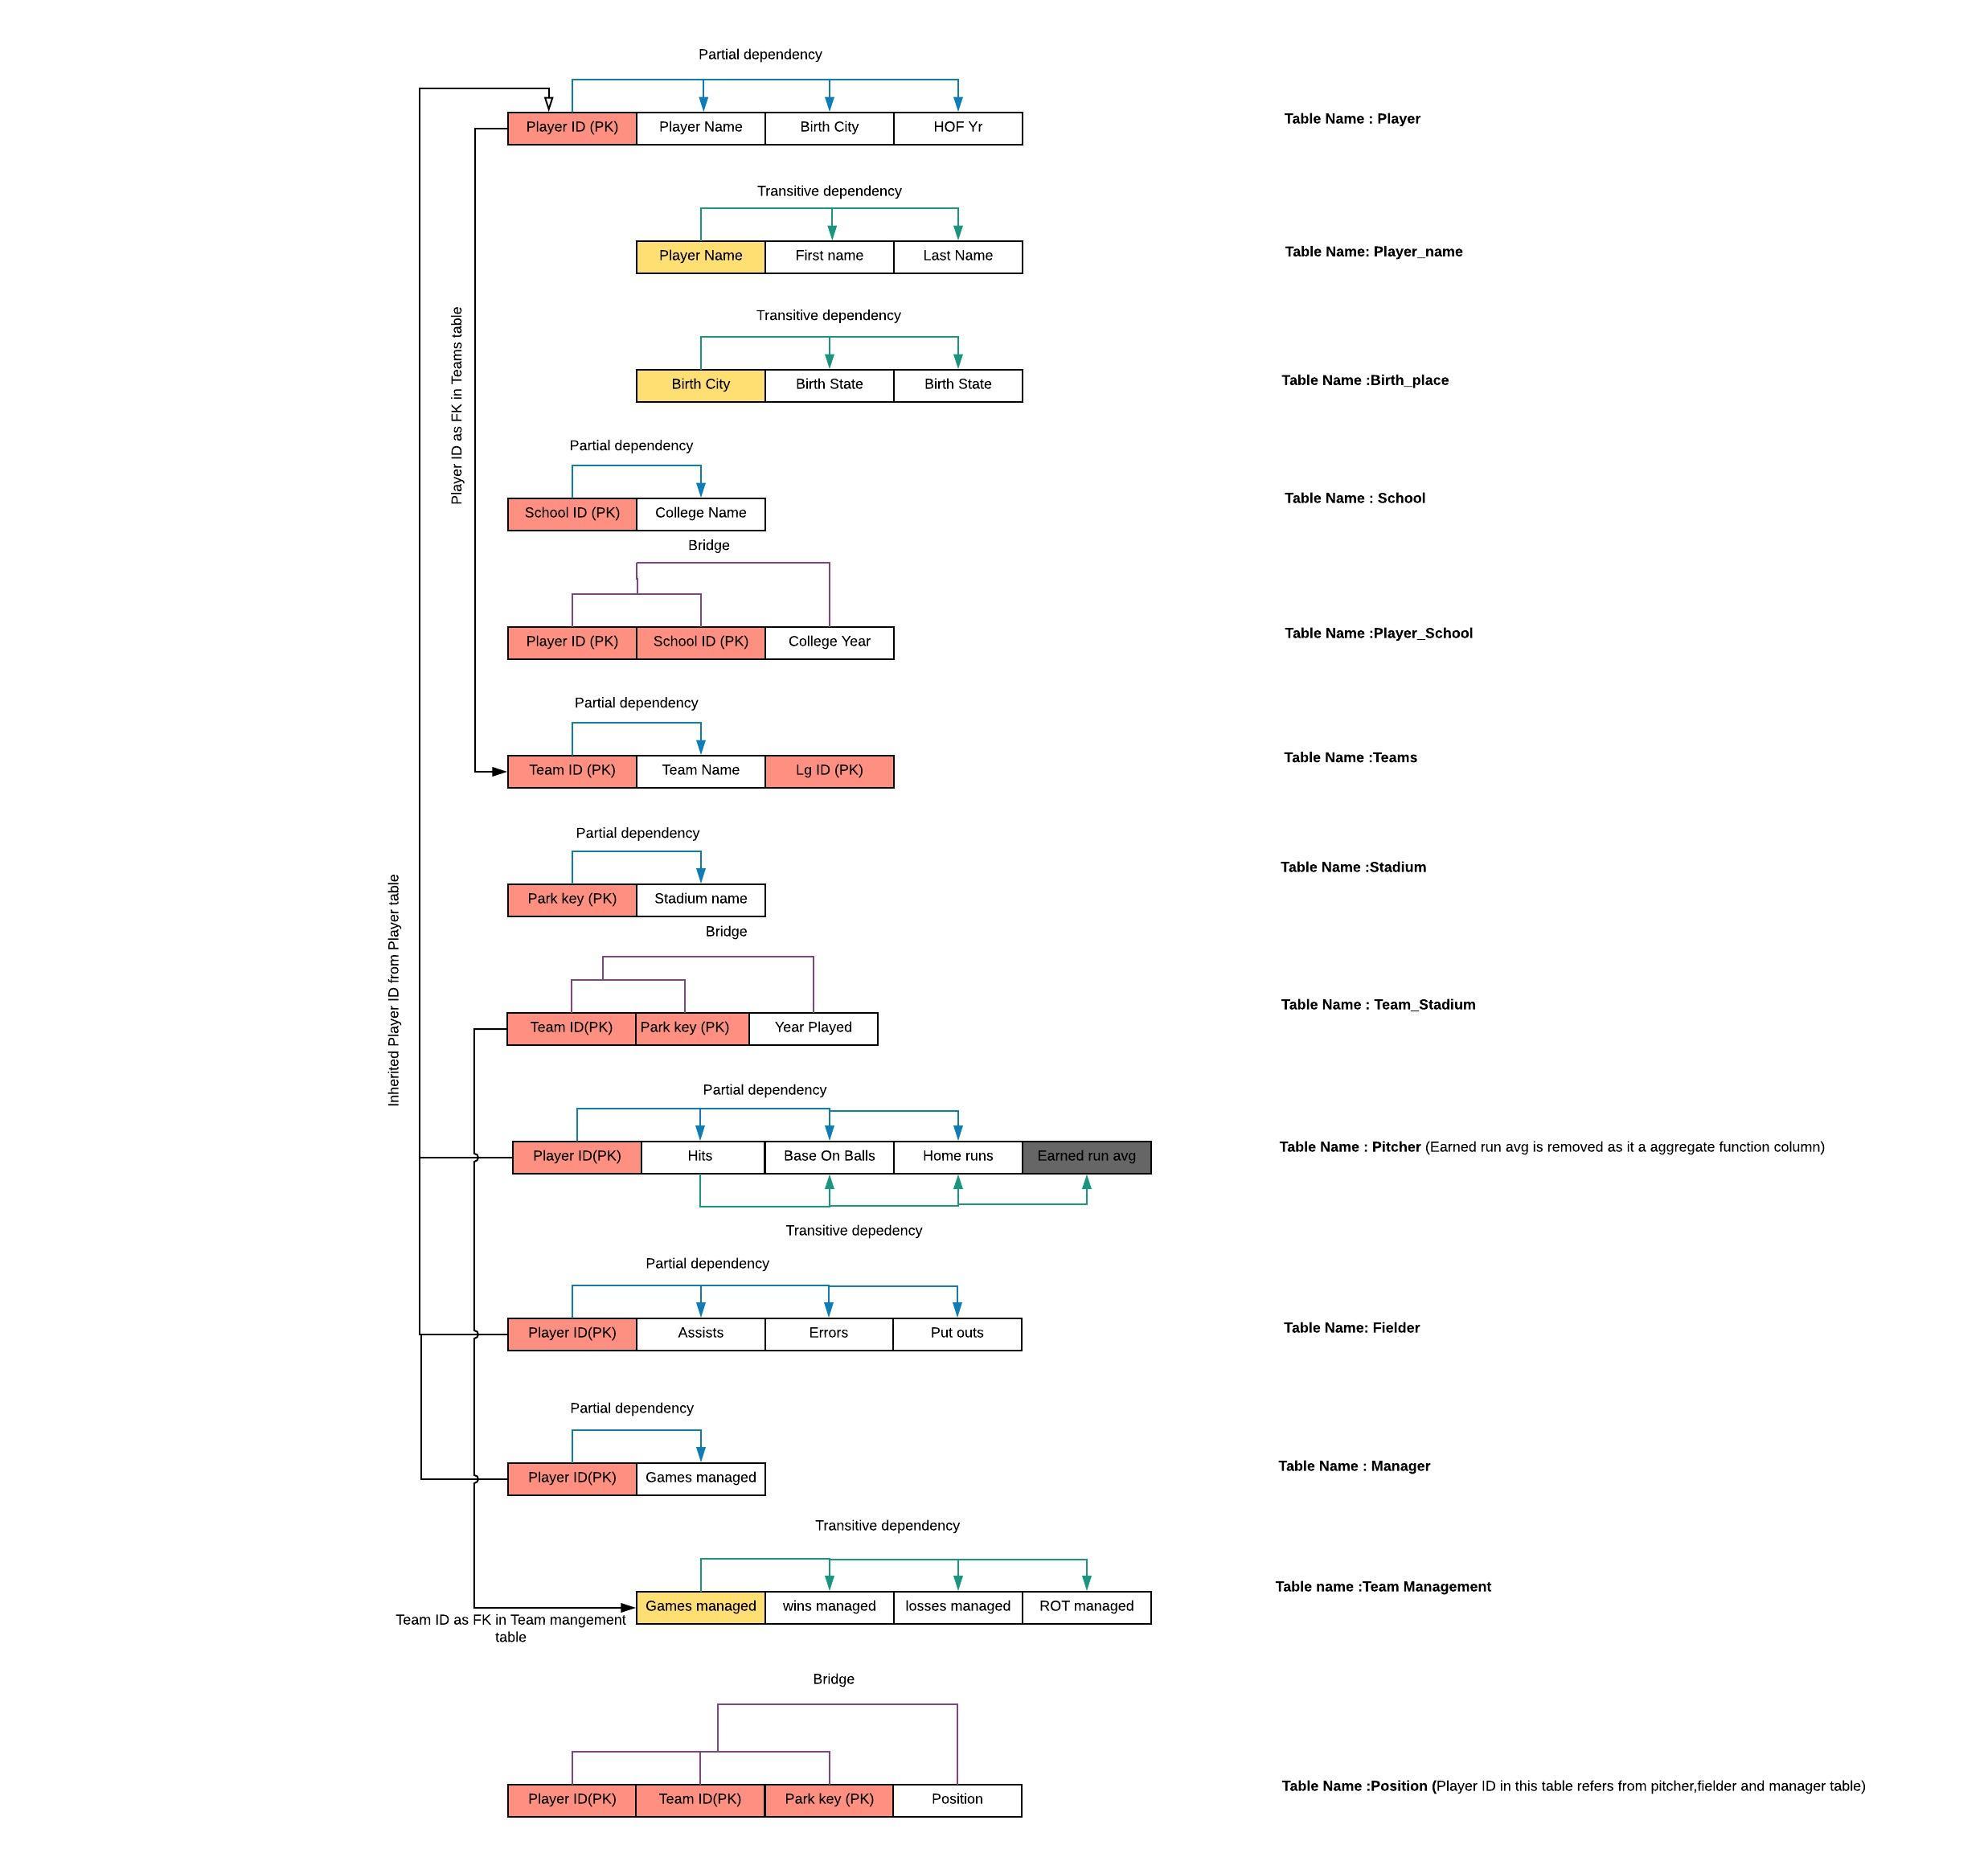 Partial dependency
Player ID (PK) Player Name Birth City HOF Yr
Table Name : Player
Transitive dependency
Player Name First name Last Name
Table Name: Player_name
Transitive dependency
Birth City Birth State Birth State
Table Name :Birth_place
Player ID as FK in Teams table
Partial dependency
School ID (PK) College Name
Table Name : School
Bridge
Player ID (PK) School ID (PK) College Year
Table Name :Player_School
Partial dependency
Team ID (PK) Team Name Lg ID (PK)
Table Name :Teams
Partial dependency
Park key (PK) Stadium name
Table Name :Stadium
Inherited Player ID from Player table
Bridge
Team ID(PK) Park key (PK) Year Played
Table Name : Team_Stadium
Partial dependency
Player ID(PK) Hits Base On Balls Home runs Earned run avg
Table Name : Pitcher (Earned run avg is removed as it a aggregate function column)
Transitive depedency
Partial dependency
Player ID(PK) Assists Errors Put outs
Table Name: Fielder
Partial dependency
Player ID(PK) Games managed
Table Name : Manager
Transitive dependency
Games managed wins managed losses managed ROT managed
Table name :Team Management
Team ID as FK in Team mangement
table
Bridge
Player ID(PK) Team ID(PK) Park key (PK) Position
Table Name :Position (Player ID in this table refers from pitcher,fielder and manager table)